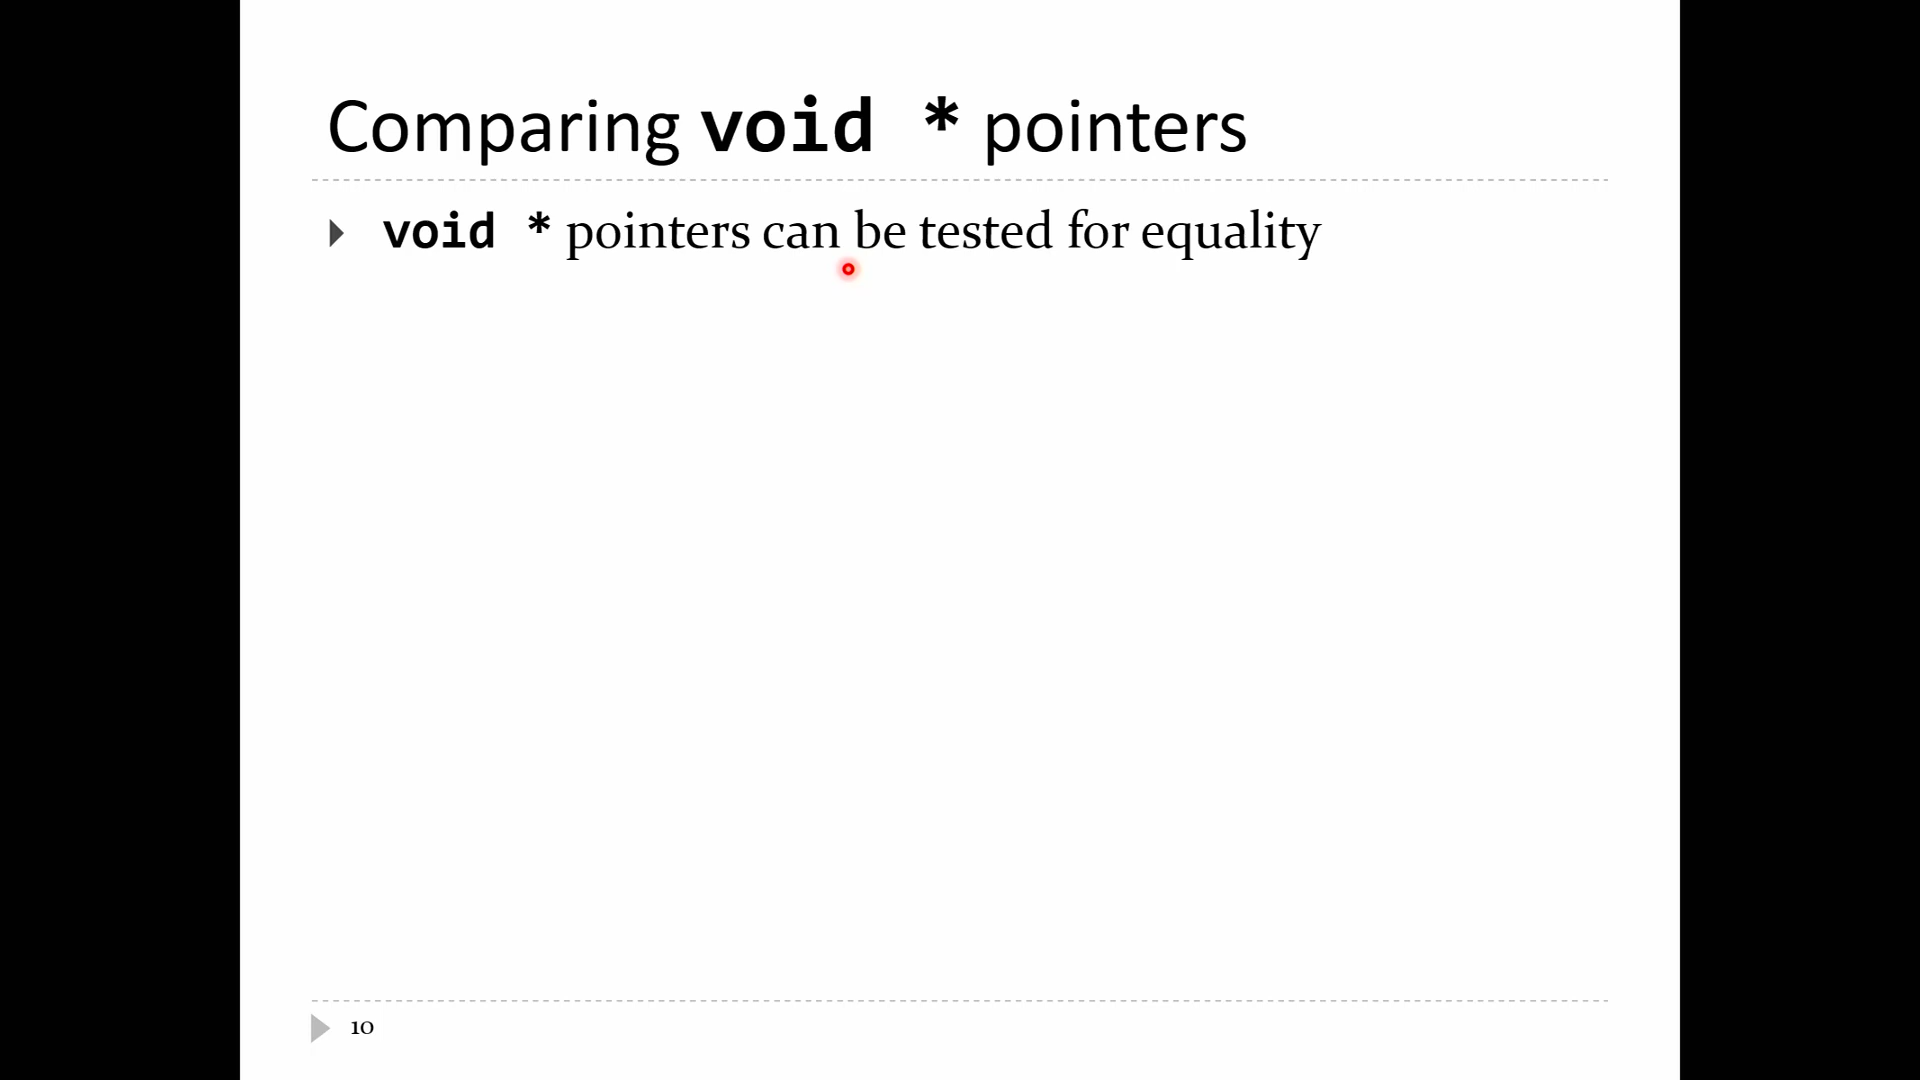 Comparing void * pointers
void * pointers can be tested for equality
10